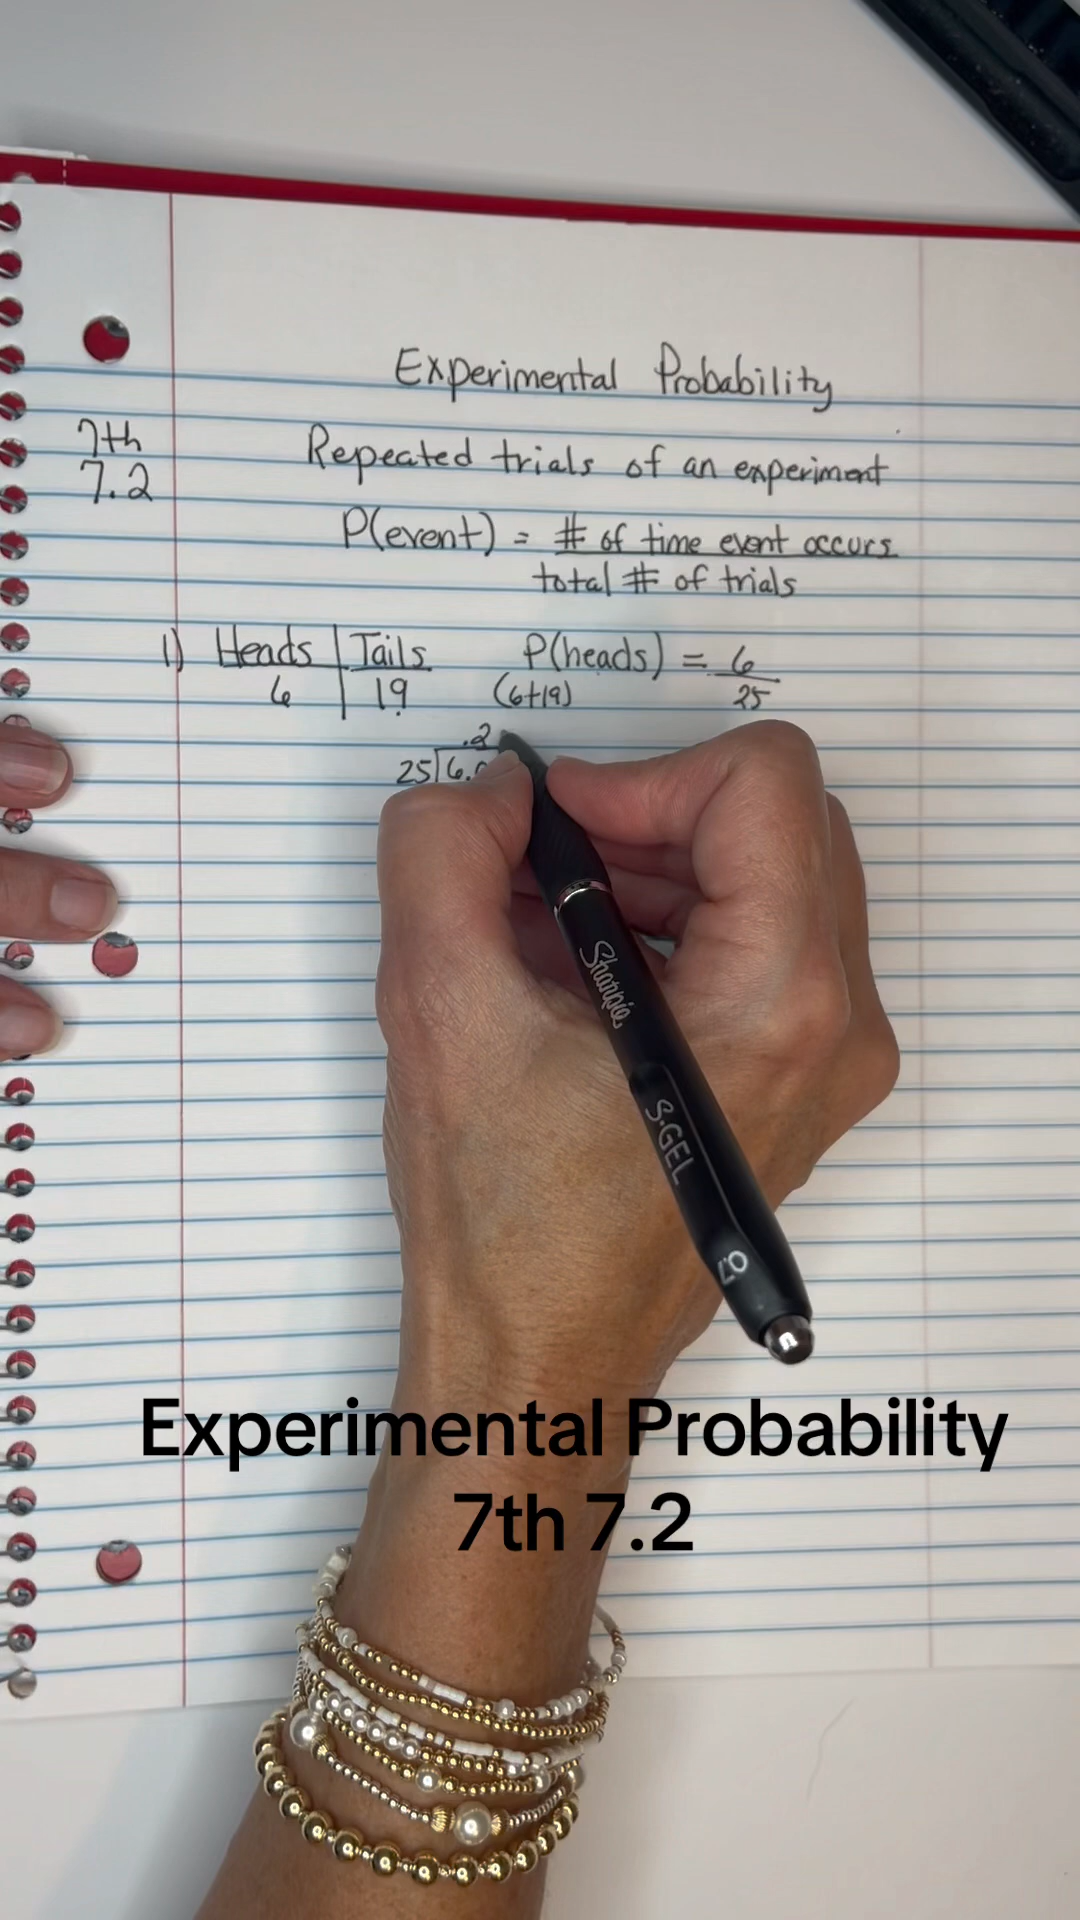 Experimental Probability
7th
7.2
Repeated trials of an experiment
P(event) = # of time event occurs
total # of trials
1) Heads | Tails P(heads) = 6
6 | 19 (6+19) 25
.2
25 6.
Sharpie
S·GEL
0.7
Experimental Probability
7th 7.2